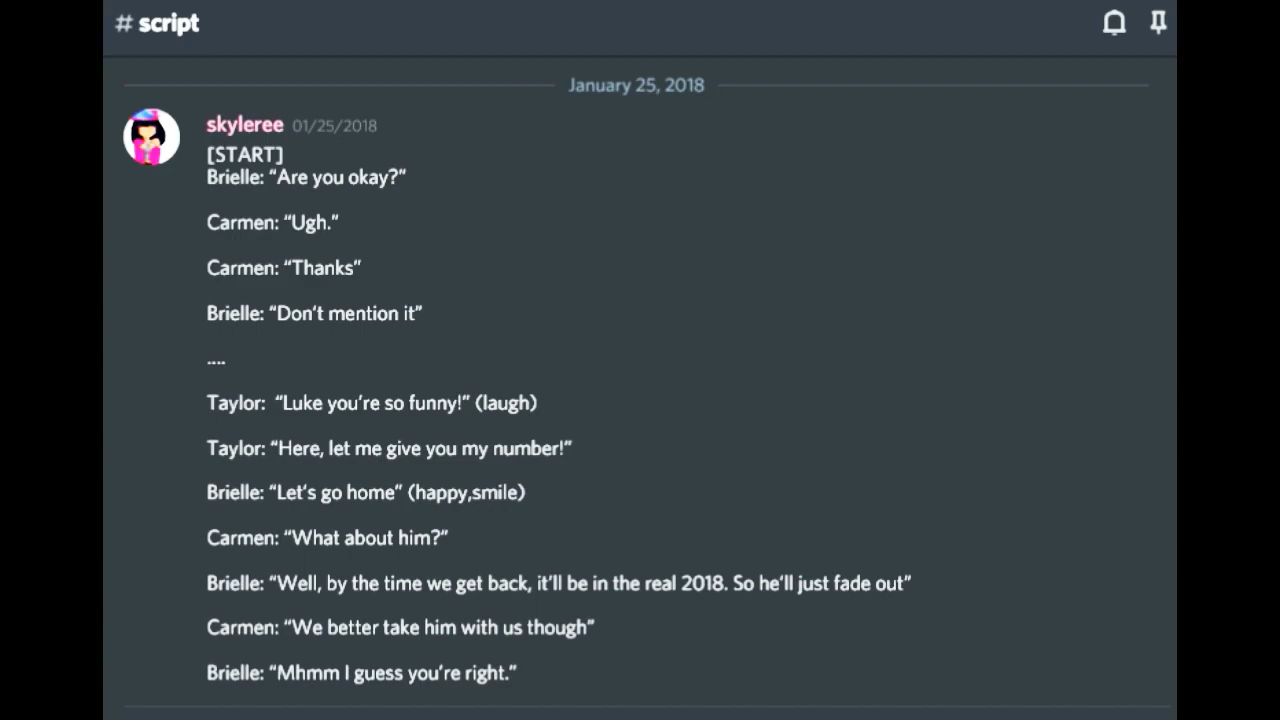 # script
January 25, 2018
skyleree 01/25/2018
[START]
Brielle: “Are you okay?”
Carmen: “Ugh.”
Carmen: “Thanks”
Brielle: “Don’t mention it”
....
Taylor:  “Luke you’re so funny!” (laugh)
Taylor: “Here, let me give you my number!”
Brielle: “Let’s go home” (happy,smile)
Carmen: “What about him?”
Brielle: “Well, by the time we get back, it’ll be in the real 2018. So he’ll just fade out”
Carmen: “We better take him with us though”
Brielle: “Mhmm I guess you’re right.”